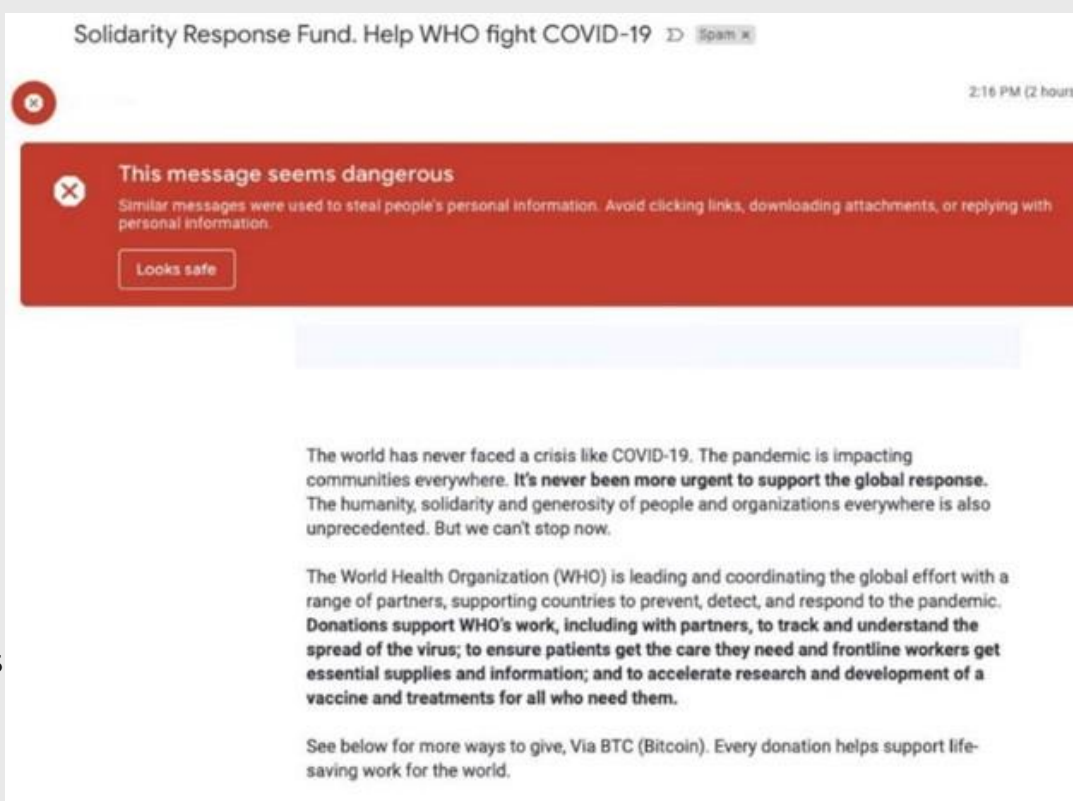 Solidarity Response Fund. Help WHO fight COVID-19 Spam x
2:16 PM (2 hours
This message seems dangerous
Similar messages were used to steal people's personal information. Avoid clicking links, downloading attachments, or replying with
personal information.
Looks safe
The world has never faced a crisis like COVID-19. The pandemic is impacting
communities everywhere. It's never been more urgent to support the global response.
The humanity, solidarity and generosity of people and organizations everywhere is also
unprecedented. But we can't stop now.
The World Health Organization (WHO) is leading and coordinating the global effort with a
range of partners, supporting countries to prevent, detect, and respond to the pandemic.
Donations support WHO's work, including with partners, to track and understand the
spread of the virus; to ensure patients get the care they need and frontline workers get
essential supplies and information; and to accelerate research and development of a
vaccine and treatments for all who need them.
See below for more ways to give, Via BTC (Bitcoin). Every donation helps support life-
saving work for the world.